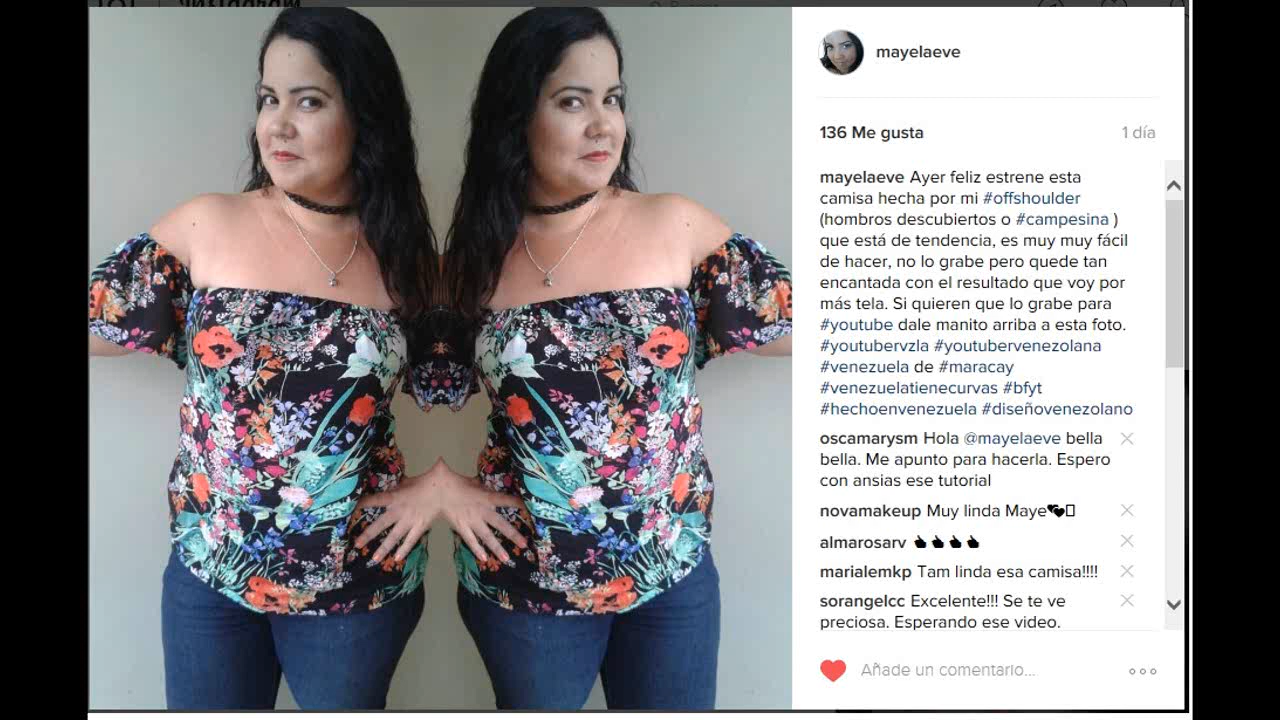 Instagram
mayelaeve
136 Me gusta
1 día
mayelaeve Ayer feliz estrene esta
camisa hecha por mi #offshoulder
(hombros descubiertos o #campesina )
que está de tendencia, es muy muy fácil
de hacer, no lo grabe pero quede tan
encantada con el resultado que voy por
más tela. Si quieren que lo grabe para
#youtube dale manito arriba a esta foto.
#youtubervzla #youtubervenezolana
#venezuela de #maracay
#venezuelatienecurvas #bfyt
#hechoenvenezuela #diseñovenezolano
oscamarysm Hola @mayelaeve bella
bella. Me apunto para hacerla. Espero
con ansias ese tutorial
novamakeup Muy linda Maye
almarosarv
marialemkp Tam linda esa camisa!!!!
sorangelcc Excelente!!! Se te ve
preciosa. Esperando ese video.
Añade un comentario...